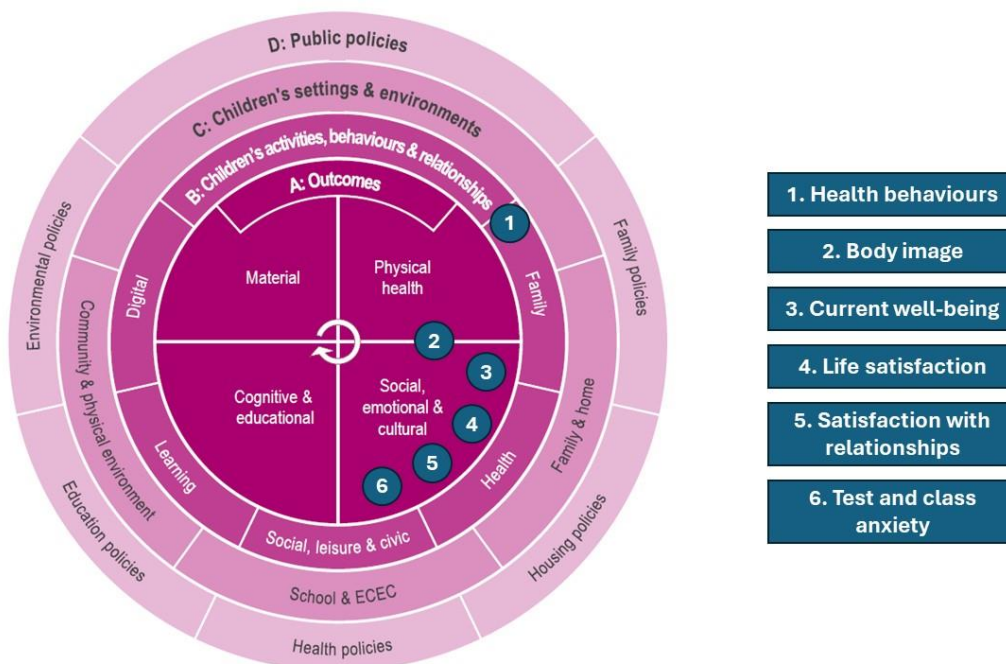 D: Public policies
C: Children's settings & environments
B: Children's activities, behaviours & relationships
A: Outcomes
1
Material
Physical
health
Digital
Family
Environmental policies
Family policies
Community & physical environment
Family & home
2
3
Cognitive &
educational
Social,
emotional &
cultural
4
5
6
Learning
Health
Social, leisure & civic
Education policies
Housing policies
School & ECEC
Health policies
1. Health behaviours
2. Body image
3. Current well-being
4. Life satisfaction
5. Satisfaction with
relationships
6. Test and class
anxiety